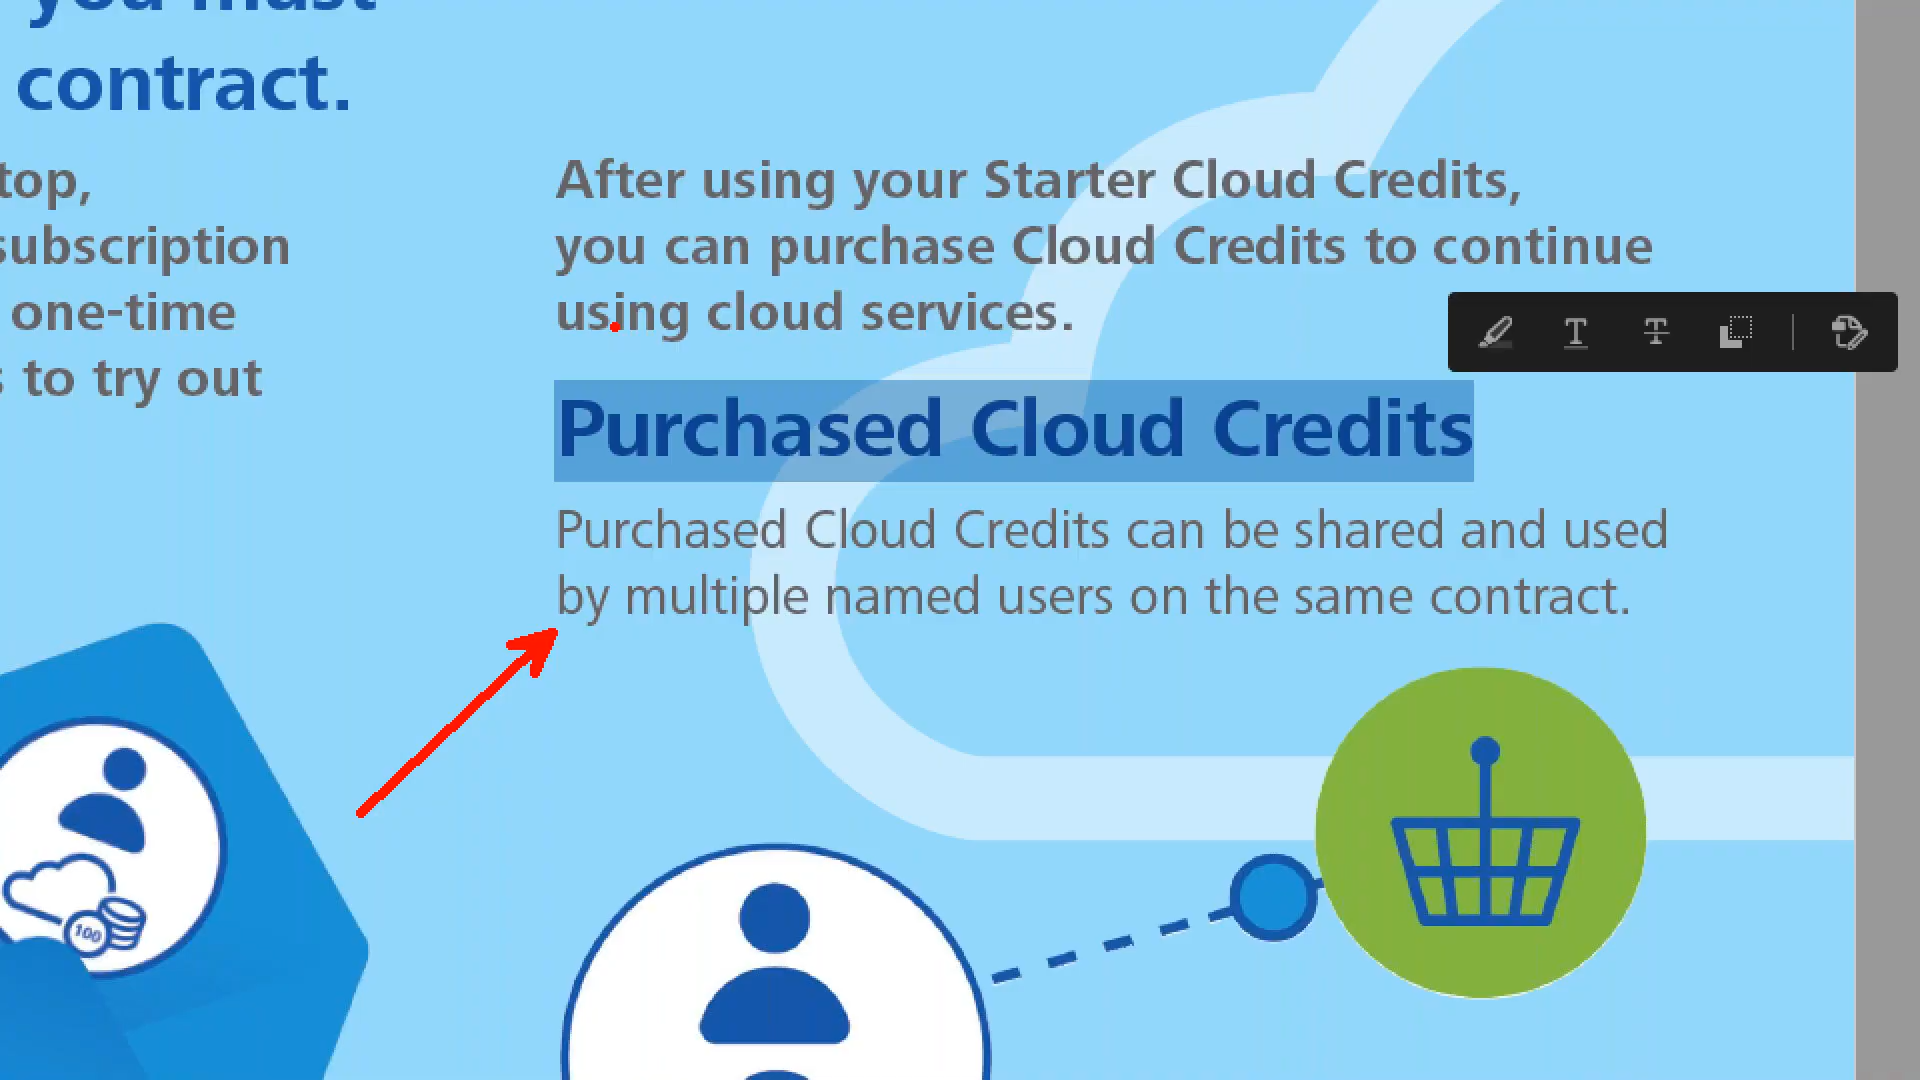 you must
contract.
top,
subscription
one-time
to try out
After using your Starter Cloud Credits,
you can purchase Cloud Credits to continue
using cloud services.
Purchased Cloud Credits
Purchased Cloud Credits can be shared and used
by multiple named users on the same contract.
100